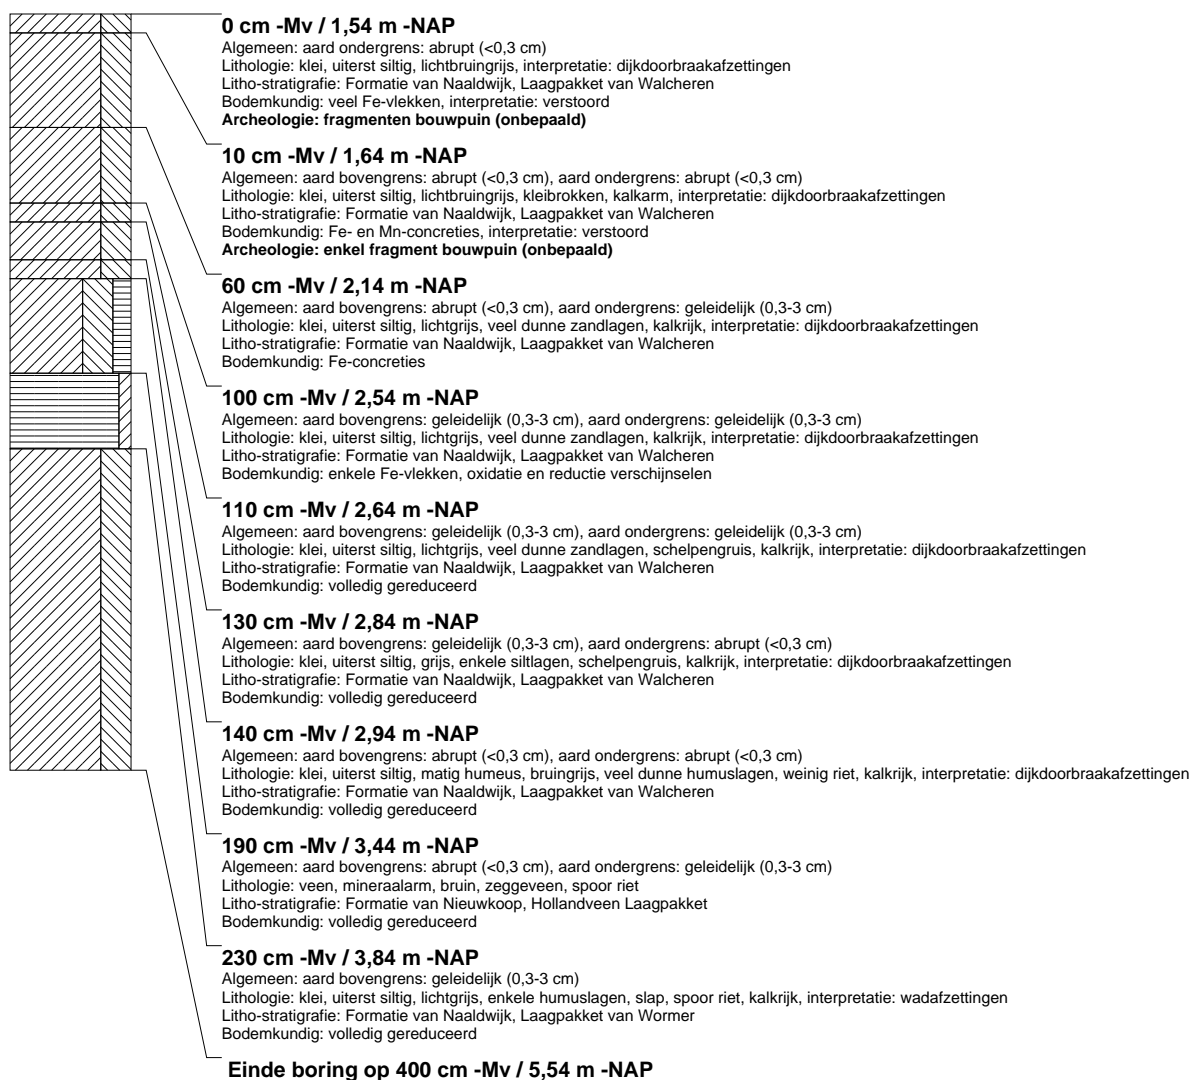 0 cm -Mv / 1,54 m -NAP
Algemeen: aard ondergrens: abrupt (<0,3 cm)
Lithologie: klei, uiterst siltig, lichtbruingrijs, interpretatie: dijkdoorbraakafzettingen
Litho-stratigrafie: Formatie van Naaldwijk, Laagpakket van Walcheren
Bodemkundig: veel Fe-vlekken, interpretatie: verstoord
Archeologie: fragmenten bouwpuin (onbepaald)
10 cm -Mv / 1,64 m -NAP
Algemeen: aard bovengrens: abrupt (<0,3 cm), aard ondergrens: abrupt (<0,3 cm)
Lithologie: klei, uiterst siltig, lichtbruingrijs, kleibrokken, kalkarm, interpretatie: dijkdoorbraakafzettingen
Litho-stratigrafie: Formatie van Naaldwijk, Laagpakket van Walcheren
Bodemkundig: Fe- en Mn-concreties, interpretatie: verstoord
Archeologie: enkel fragment bouwpuin (onbepaald)
60 cm -Mv / 2,14 m -NAP
Algemeen: aard bovengrens: abrupt (<0,3 cm), aard ondergrens: geleidelijk (0,3-3 cm)
Lithologie: klei, uiterst siltig, lichtgrijs, veel dunne zandlagen, kalkrijk, interpretatie: dijkdoorbraakafzettingen
Litho-stratigrafie: Formatie van Naaldwijk, Laagpakket van Walcheren
Bodemkundig: Fe-concreties
100 cm -Mv / 2,54 m -NAP
Algemeen: aard bovengrens: geleidelijk (0,3-3 cm), aard ondergrens: geleidelijk (0,3-3 cm)
Lithologie: klei, uiterst siltig, lichtgrijs, veel dunne zandlagen, kalkrijk, interpretatie: dijkdoorbraakafzettingen
Litho-stratigrafie: Formatie van Naaldwijk, Laagpakket van Walcheren
Bodemkundig: enkele Fe-vlekken, oxidatie en reductie verschijnselen
110 cm -Mv / 2,64 m -NAP
Algemeen: aard bovengrens: geleidelijk (0,3-3 cm), aard ondergrens: geleidelijk (0,3-3 cm)
Lithologie: klei, uiterst siltig, lichtgrijs, veel dunne zandlagen, schelpengruis, kalkrijk, interpretatie: dijkdoorbraakafzettingen
Litho-stratigrafie: Formatie van Naaldwijk, Laagpakket van Walcheren
Bodemkundig: volledig gereduceerd
130 cm -Mv / 2,84 m -NAP
Algemeen: aard bovengrens: geleidelijk (0,3-3 cm), aard ondergrens: abrupt (<0,3 cm)
Lithologie: klei, uiterst siltig, grijs, enkele siltlagen, schelpengruis, kalkrijk, interpretatie: dijkdoorbraakafzettingen
Litho-stratigrafie: Formatie van Naaldwijk, Laagpakket van Walcheren
Bodemkundig: volledig gereduceerd
140 cm -Mv / 2,94 m -NAP
Algemeen: aard bovengrens: abrupt (<0,3 cm), aard ondergrens: abrupt (<0,3 cm)
Lithologie: klei, uiterst siltig, matig humeus, bruingrijs, veel dunne humuslagen, weinig riet, kalkrijk, interpretatie: dijkdoorbraakafzettingen
Litho-stratigrafie: Formatie van Naaldwijk, Laagpakket van Walcheren
Bodemkundig: volledig gereduceerd
190 cm -Mv / 3,44 m -NAP
Algemeen: aard bovengrens: abrupt (<0,3 cm), aard ondergrens: geleidelijk (0,3-3 cm)
Lithologie: veen, mineraalarm, bruin, zeggeveen, spoor riet
Litho-stratigrafie: Formatie van Nieuwkoop, Hollandveen Laagpakket
Bodemkundig: volledig gereduceerd
230 cm -Mv / 3,84 m -NAP
Algemeen: aard bovengrens: geleidelijk (0,3-3 cm)
Lithologie: klei, uiterst siltig, lichtgrijs, enkele humuslagen, slap, spoor riet, kalkrijk, interpretatie: wadafzettingen
Litho-stratigrafie: Formatie van Naaldwijk, Laagpakket van Wormer
Bodemkundig: volledig gereduceerd
Einde boring op 400 cm -Mv / 5,54 m -NAP